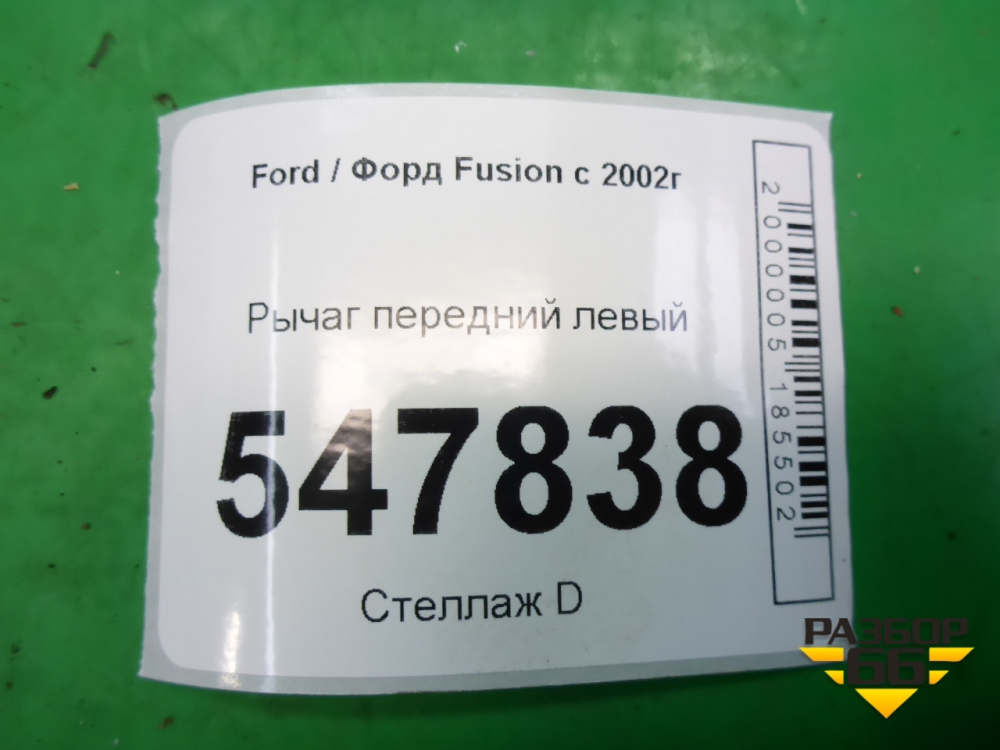 Ford / Форд Fusion с 2002г
Рычаг передний левый
547838
Стеллаж D
2000005185502
РАЗБОР
66